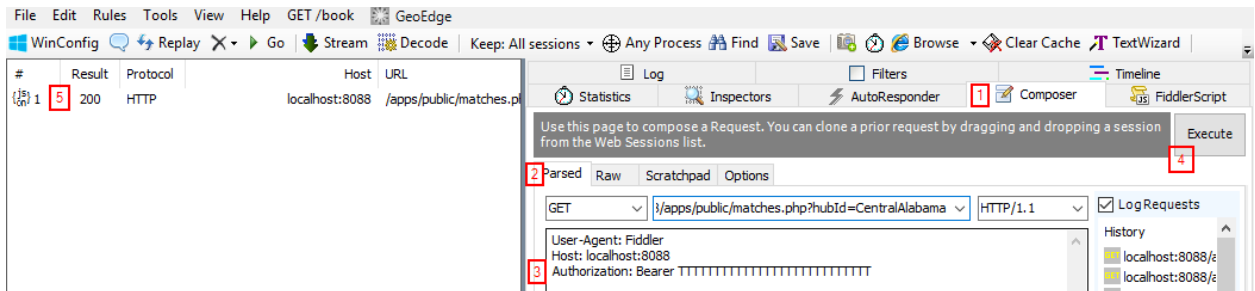 File Edit Rules Tools View Help GET /book GeoEdge
WinConfig Replay Go Stream Decode Keep: All sessions Any Process Find Save Browse Clear Cache TextWizard
# Result Protocol Host URL
{js on} 1 5 200 HTTP localhost:8088 /apps/public/matches.pl
Log Filters Timeline
Statistics Inspectors AutoResponder 1 Composer FiddlerScript
Use this page to compose a Request. You can clone a prior request by dragging and dropping a session
from the Web Sessions list.
Execute
4
2 Parsed Raw Scratchpad Options
GET /apps/public/matches.php?hubId=CentralAlabama HTTP/1.1
Log Requests
History
User-Agent: Fiddler
Host: localhost:8088
3 Authorization: Bearer TTTTTTTTTTTTTTTTTTTTTTTTTTT
GET localhost:8088/a
GET localhost:8088/a